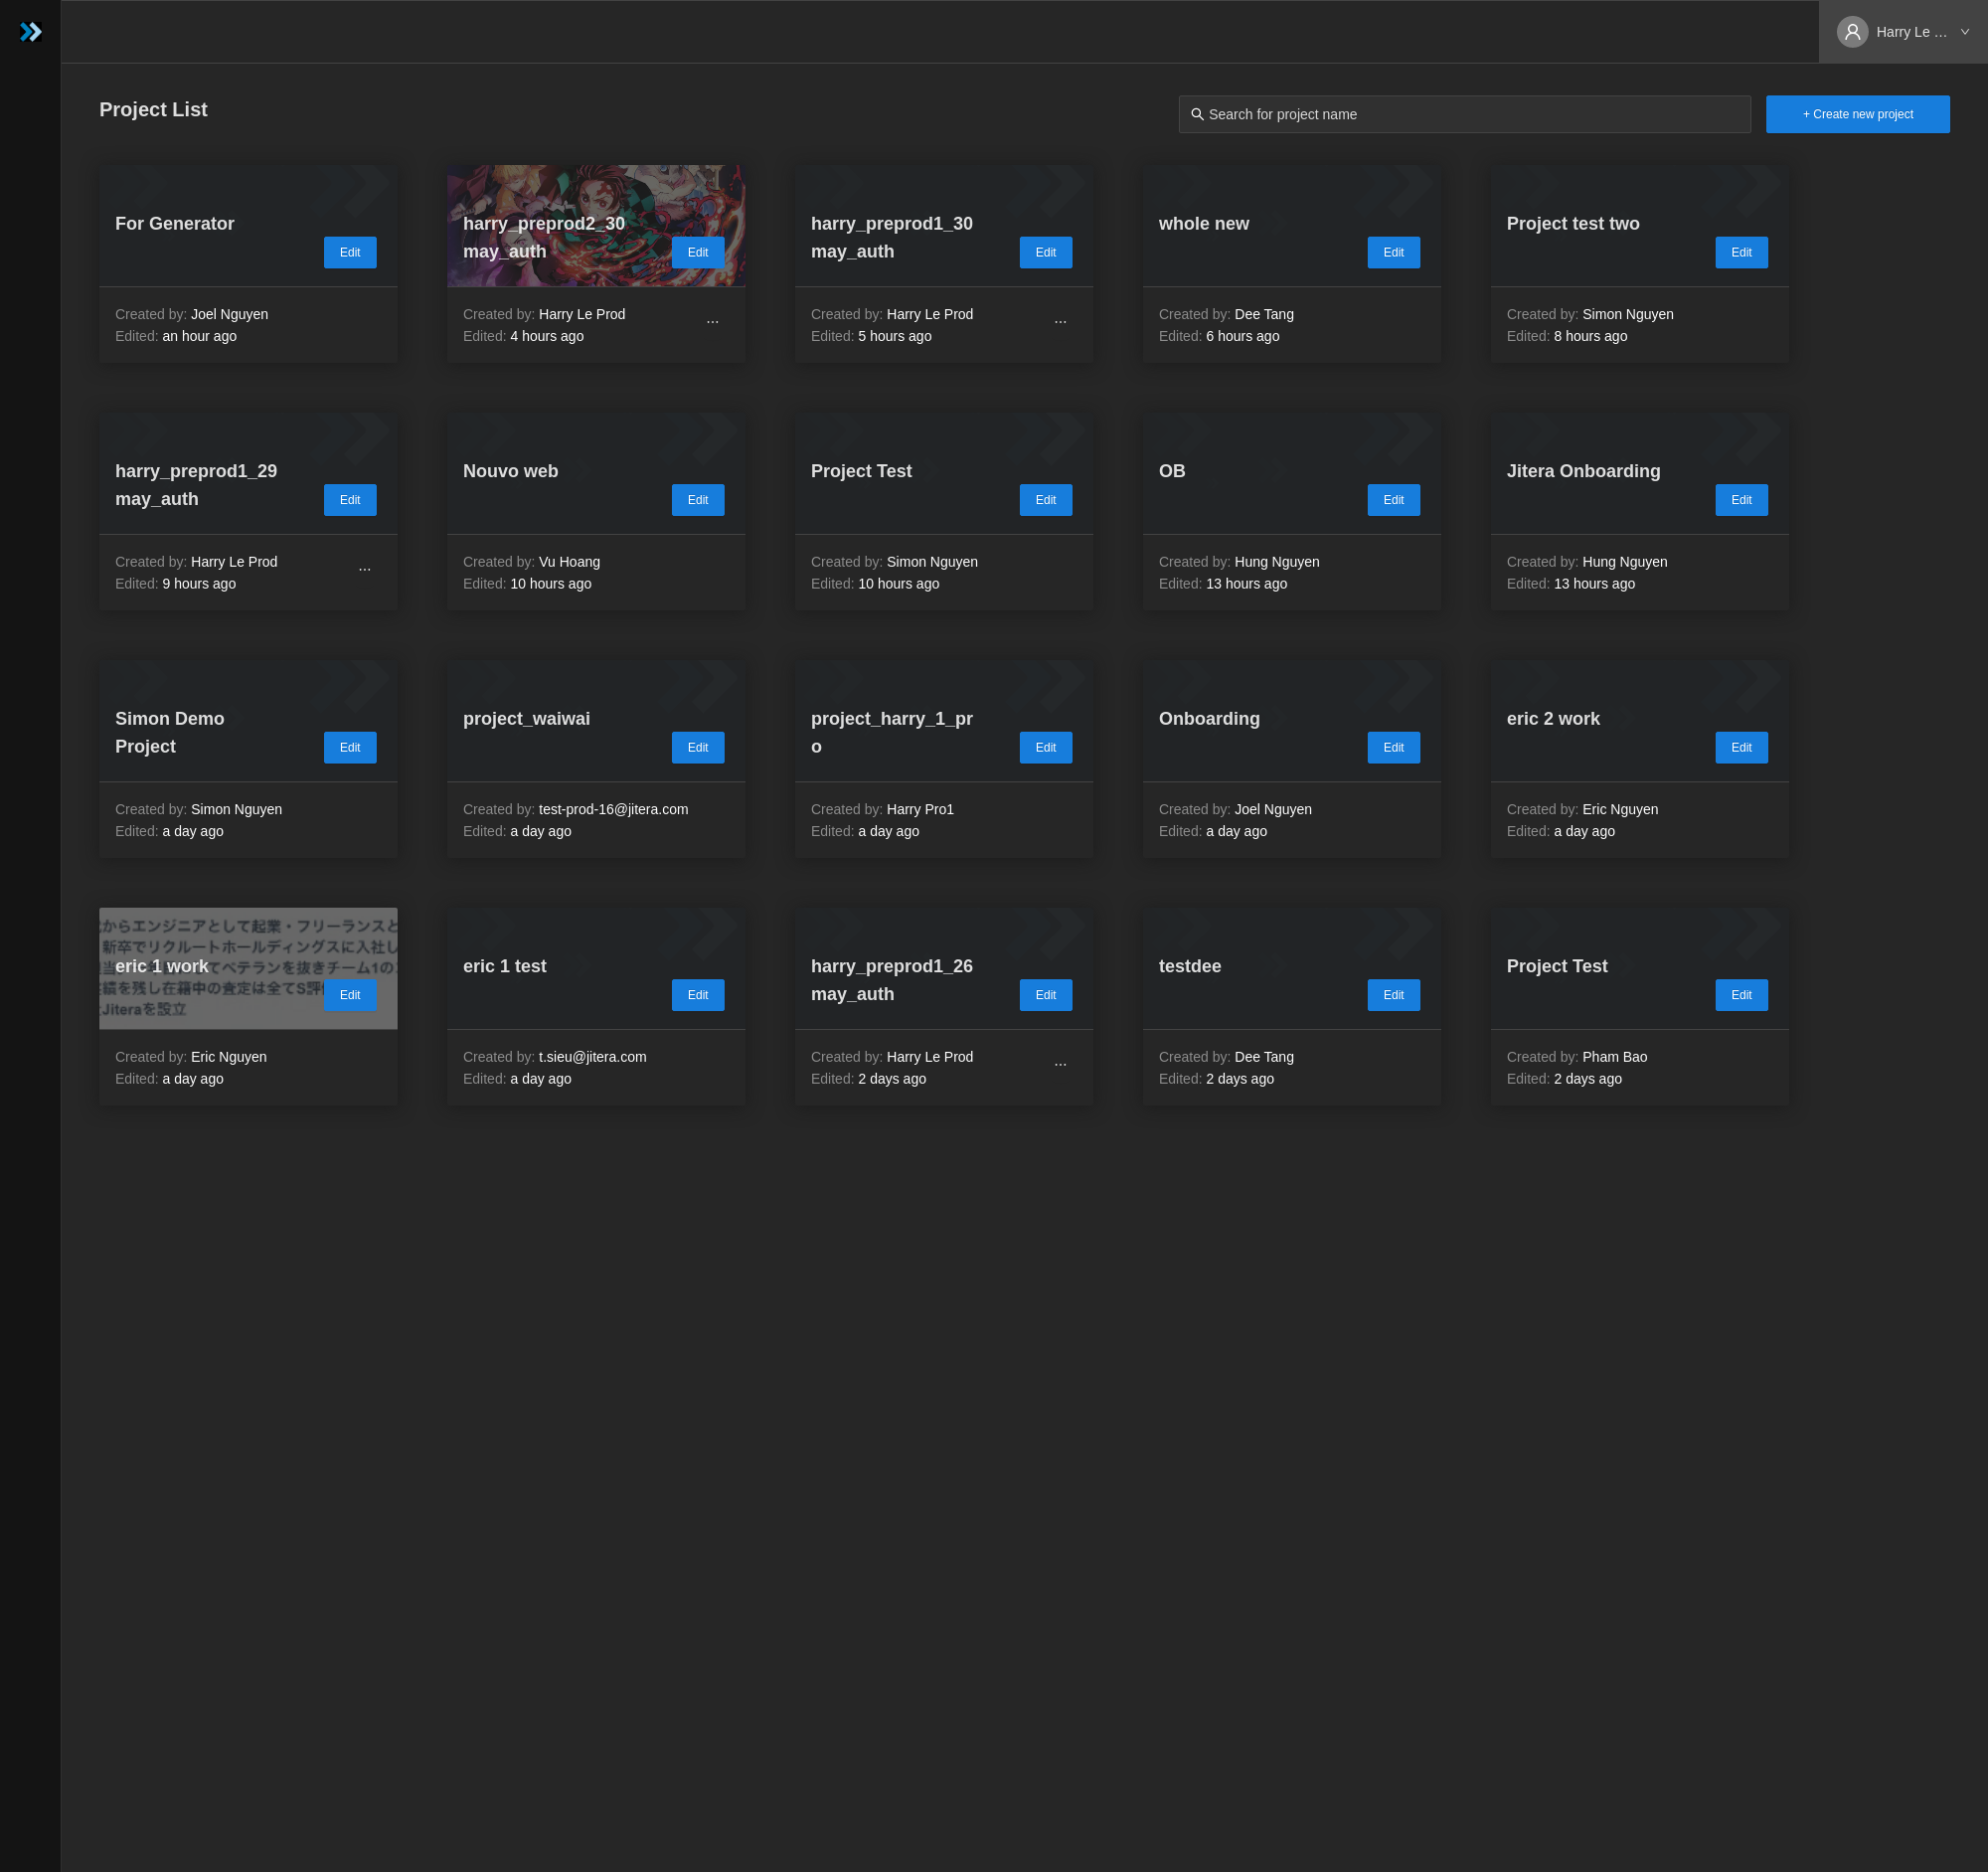 Harry Le ...
Project List
Search for project name
+ Create new project
For Generator
Edit
Created by: Joel Nguyen
Edited: an hour ago
harry_preprod2_30
may_auth
Edit
Created by: Harry Le Prod
Edited: 4 hours ago
...
harry_preprod1_30
may_auth
Edit
Created by: Harry Le Prod
Edited: 5 hours ago
...
whole new
Edit
Created by: Dee Tang
Edited: 6 hours ago
Project test two
Edit
Created by: Simon Nguyen
Edited: 8 hours ago
harry_preprod1_29
may_auth
Edit
Created by: Harry Le Prod
Edited: 9 hours ago
...
Nouvo web
Edit
Created by: Vu Hoang
Edited: 10 hours ago
Project Test
Edit
Created by: Simon Nguyen
Edited: 10 hours ago
OB
Edit
Created by: Hung Nguyen
Edited: 13 hours ago
Jitera Onboarding
Edit
Created by: Hung Nguyen
Edited: 13 hours ago
Simon Demo
Project
Edit
Created by: Simon Nguyen
Edited: a day ago
project_waiwai
Edit
Created by: test-prod-16@jitera.com
Edited: a day ago
project_harry_1_pr
o
Edit
Created by: Harry Pro1
Edited: a day ago
Onboarding
Edit
Created by: Joel Nguyen
Edited: a day ago
eric 2 work
Edit
Created by: Eric Nguyen
Edited: a day ago
からエンジニアとして起業・フリーランスと
新卒でリクルートホールディングスに入社し
てベテランを抜きチーム1の
eric 1 work
を残し在籍中の査定は全てS評
Edit
Jiteraを設立
Created by: Eric Nguyen
Edited: a day ago
eric 1 test
Edit
Created by: t.sieu@jitera.com
Edited: a day ago
harry_preprod1_26
may_auth
Edit
Created by: Harry Le Prod
Edited: 2 days ago
...
testdee
Edit
Created by: Dee Tang
Edited: 2 days ago
Project Test
Edit
Created by: Pham Bao
Edited: 2 days ago